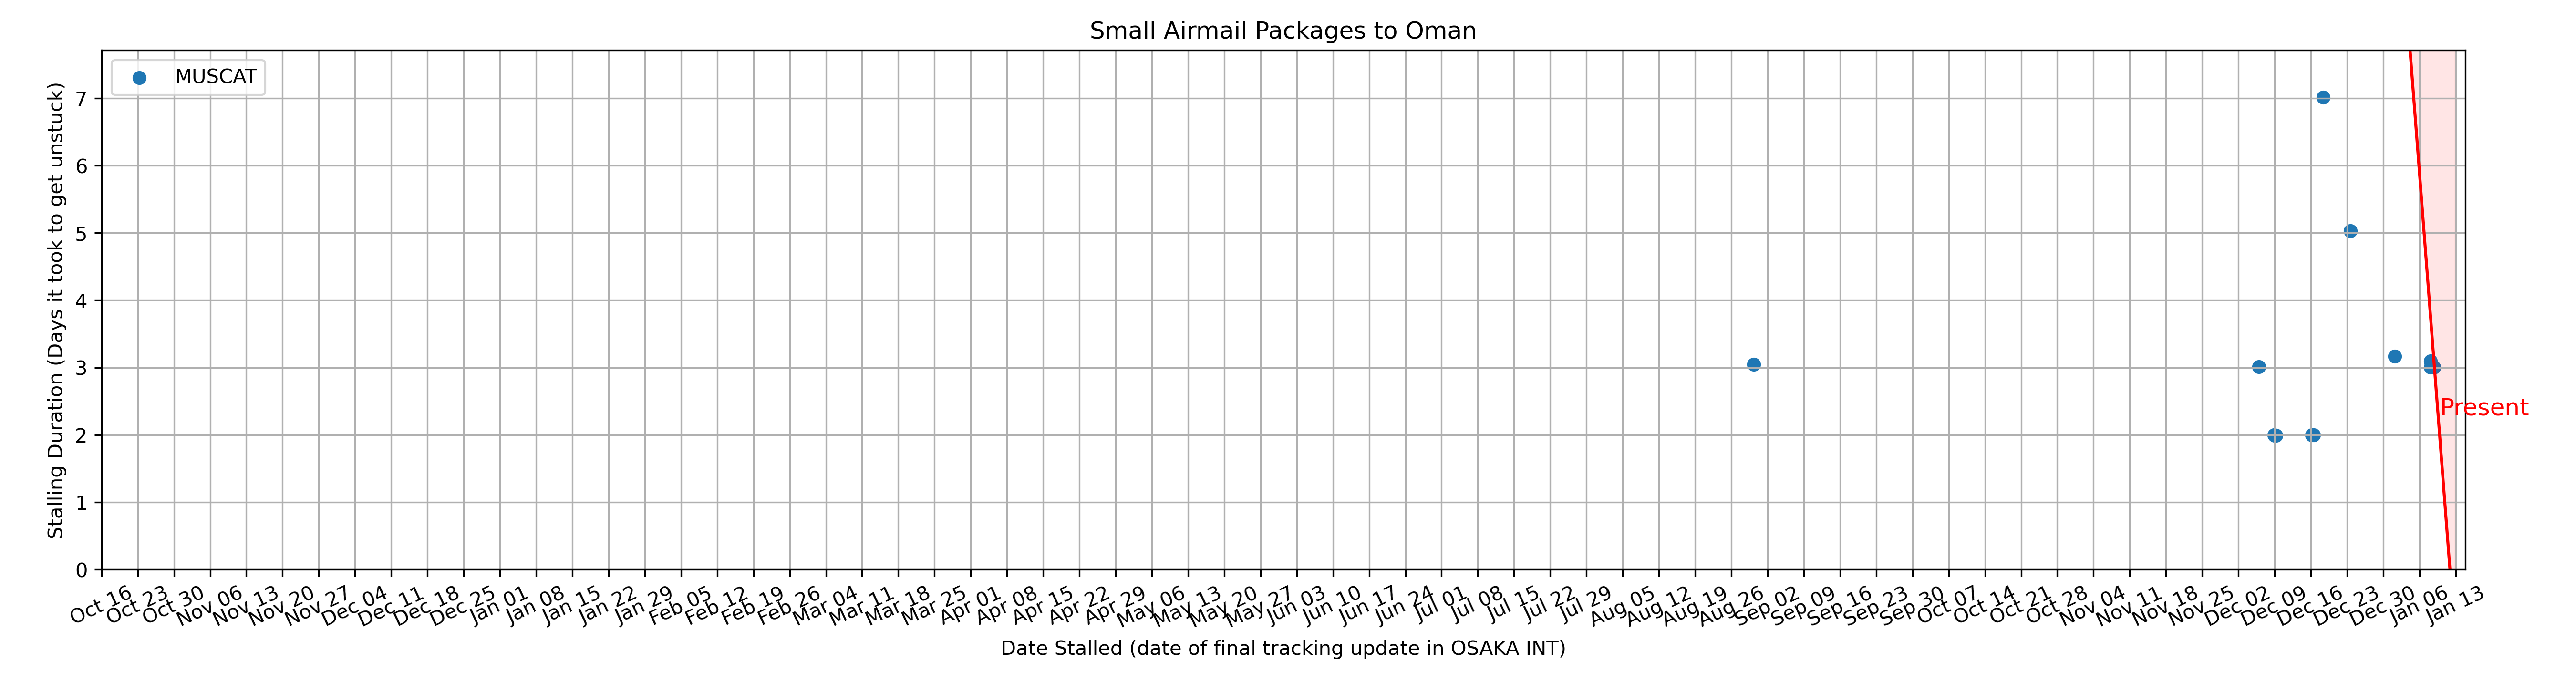 Small Airmail Packages to Oman
MUSCAT
Stalling Duration (Days it took to get unstuck)
7
6
5
4
3
2
1
0
Present
Oct 16 Oct 23 Oct 30 Nov 06 Nov 13 Nov 20 Nov 27 Dec 04 Dec 11 Dec 18 Dec 25 Jan 01 Jan 08 Jan 15 Jan 22 Jan 29 Feb 05 Feb 12 Feb 19 Feb 26 Mar 04 Mar 11 Mar 18 Mar 25 Apr 01 Apr 08 Apr 15 Apr 22 Apr 29 May 06 May 13 May 20 May 27 Jun 03 Jun 10 Jun 17 Jun 24 Jul 01 Jul 08 Jul 15 Jul 22 Jul 29 Aug 05 Aug 12 Aug 19 Aug 26 Sep 02 Sep 09 Sep 16 Sep 23 Sep 30 Oct 07 Oct 14 Oct 21 Oct 28 Nov 04 Nov 11 Nov 18 Nov 25 Dec 02 Dec 09 Dec 16 Dec 23 Dec 30 Jan 06 Jan 13
Date Stalled (date of final tracking update in OSAKA INT)